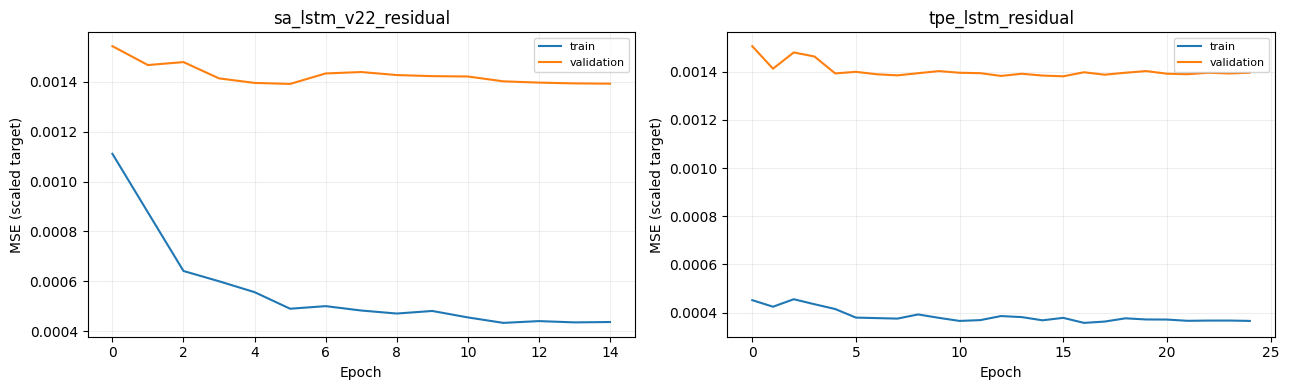 sa_lstm_v22_residual
train
validation
MSE (scaled target)
0.0014
0.0012
0.0010
0.0008
0.0006
0.0004
0 2 4 6 8 10 12 14
Epoch
tpe_lstm_residual
train
validation
MSE (scaled target)
0.0014
0.0012
0.0010
0.0008
0.0006
0.0004
0 5 10 15 20 25
Epoch